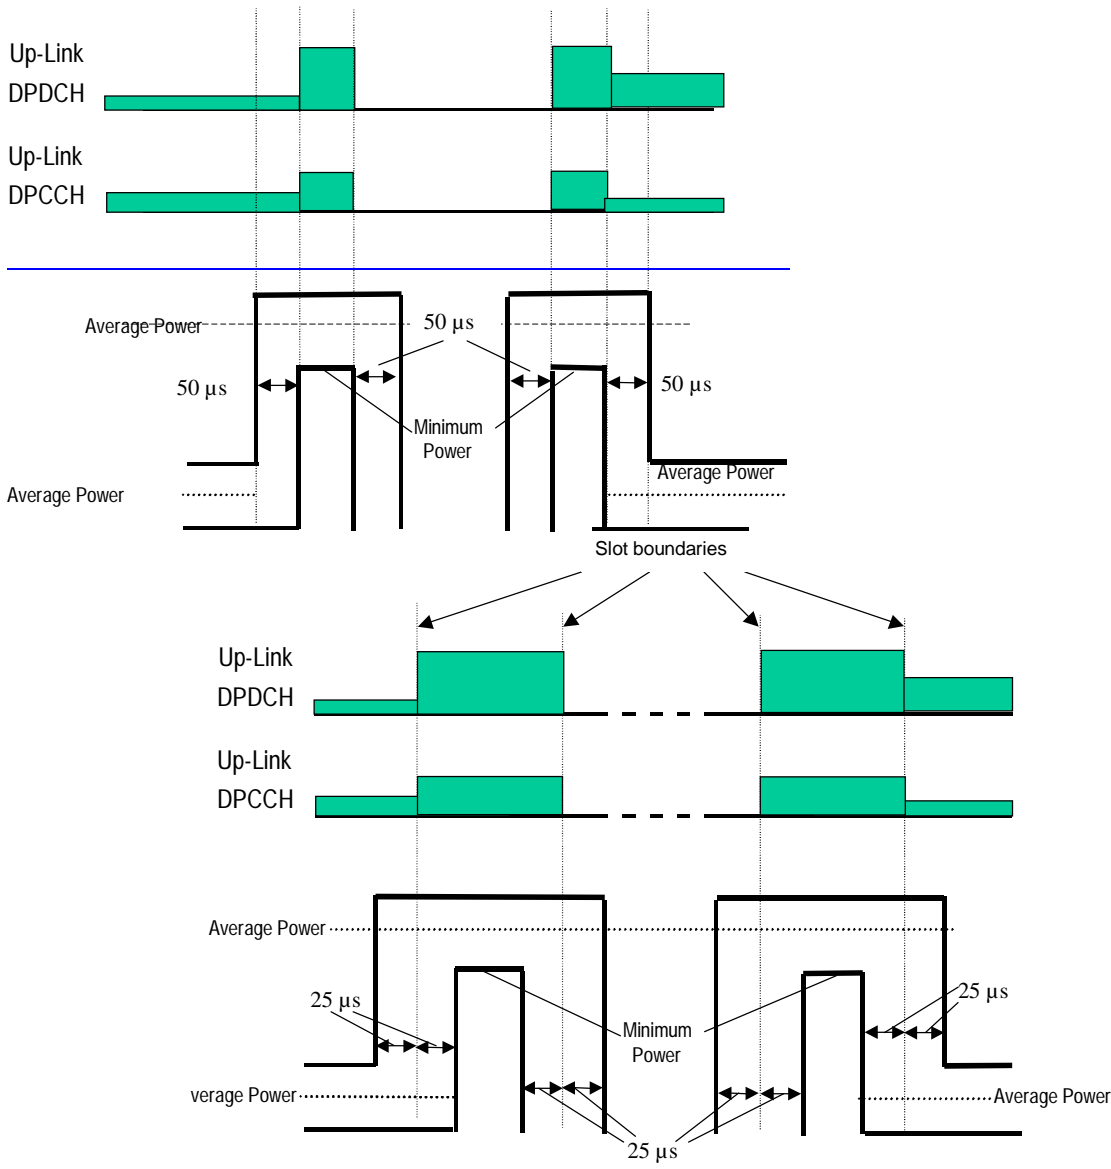 Up-Link
DPDCH
Up-Link
DPCCH
Average Power
50 µs
50 µs
50 µs
Minimum
Power
Average Power
Average Power
Slot boundaries
Up-Link
DPDCH
Up-Link
DPCCH
Average Power
25 µs
25 µs
Minimum
Power
verage Power
Average Power
25 µs